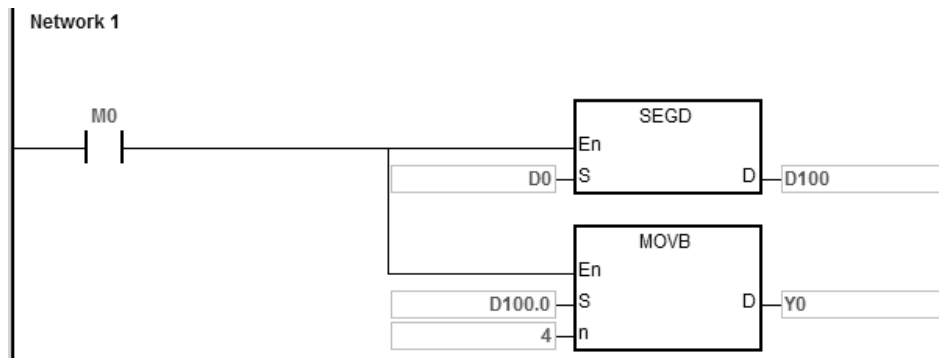 Network 1
M0
SEGD
En
D0 S D D100
MOVB
En
D100.0 S D Y0
4 n